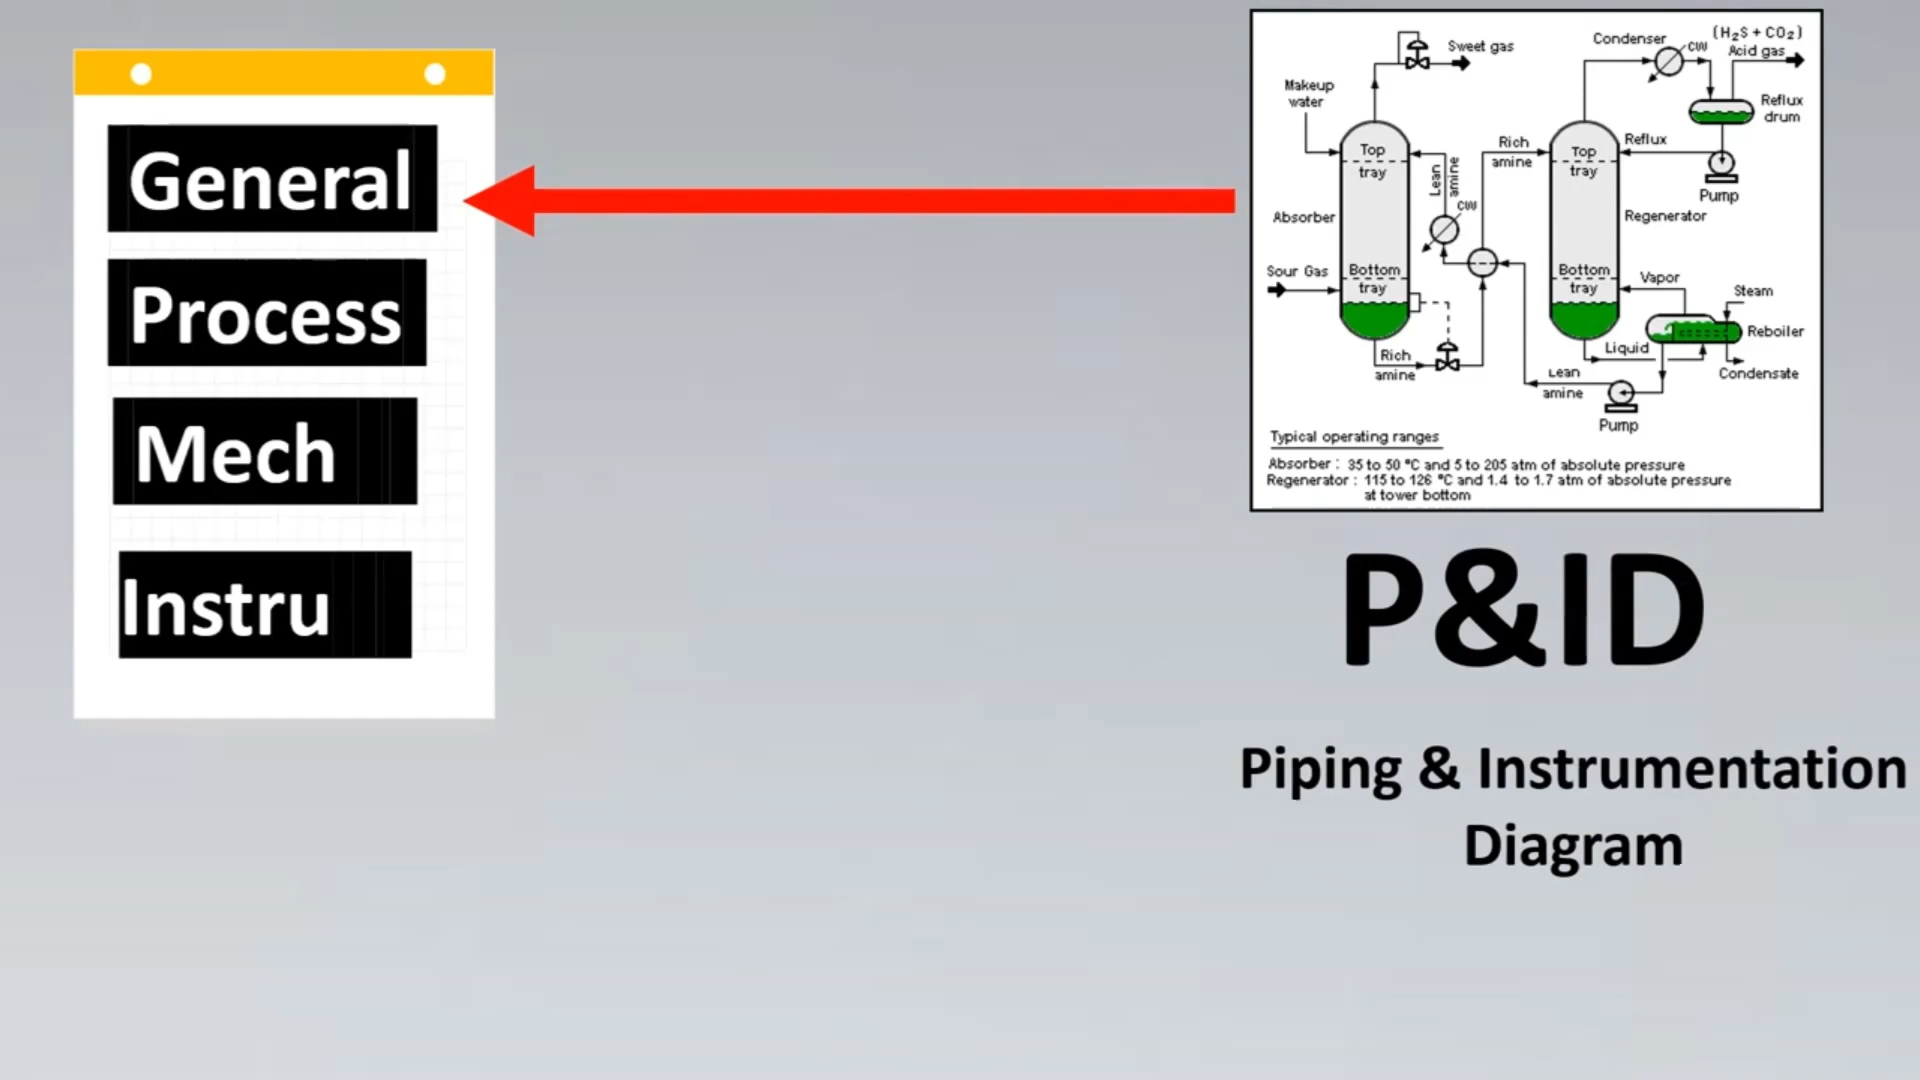 General
Process
Mech
Instru
Condenser
CW
(H₂S + CO₂)
Acid gas
Sweet gas
Makeup
water
Reflux
drum
Top
tray
Lean
amine
Rich
amine
Top
tray
Reflux
Pump
Absorber
CW
Regenerator
Sour Gas
Bottom
tray
Bottom
tray
Vapor
Steam
Reboiler
Liquid
Condensate
Rich
amine
Lean
amine
Pump
Typical operating ranges
Absorber : 35 to 50 °C and 5 to 205 atm of absolute pressure
Regenerator : 115 to 126 °C and 1.4 to 1.7 atm of absolute pressure
at tower bottom
P&ID
Piping & Instrumentation
Diagram